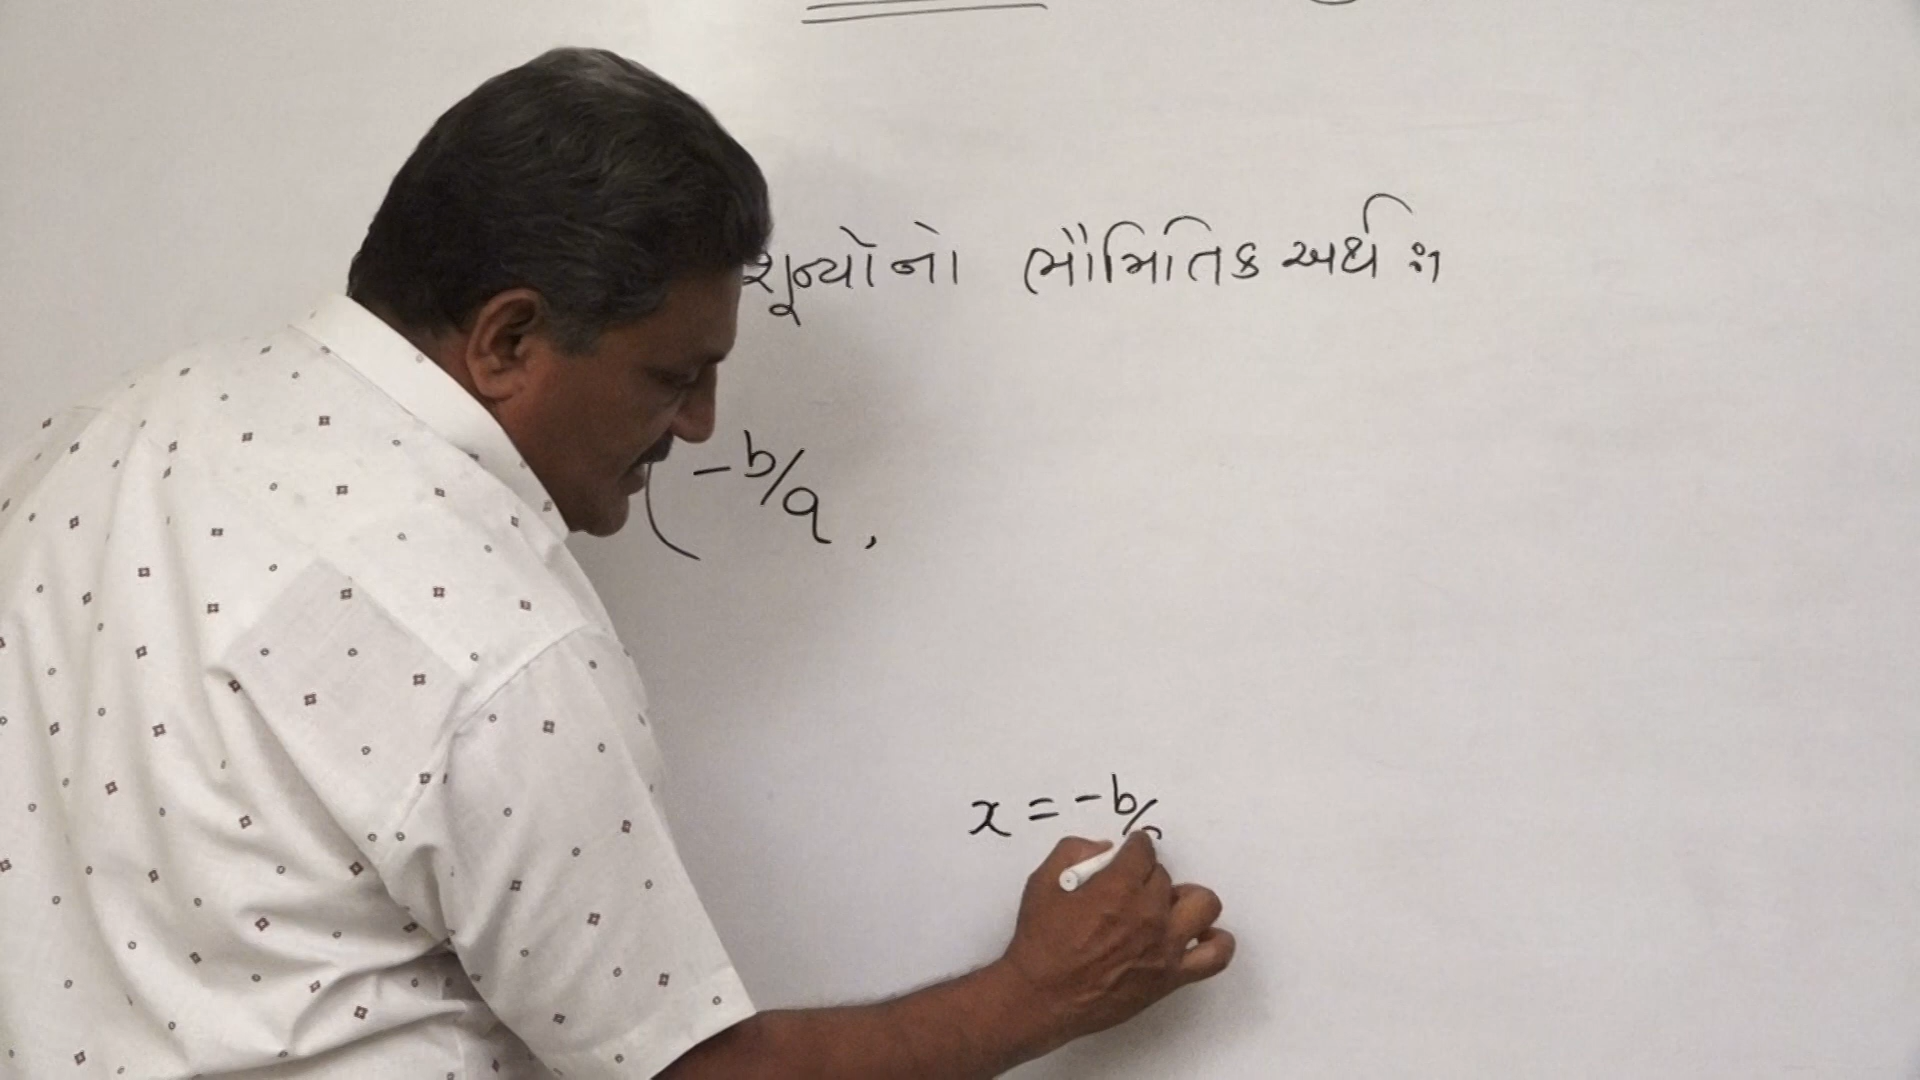 શૂન્યોનો ભૌમિતિક અર્થ :-
(-b/a ,
x = -b/a